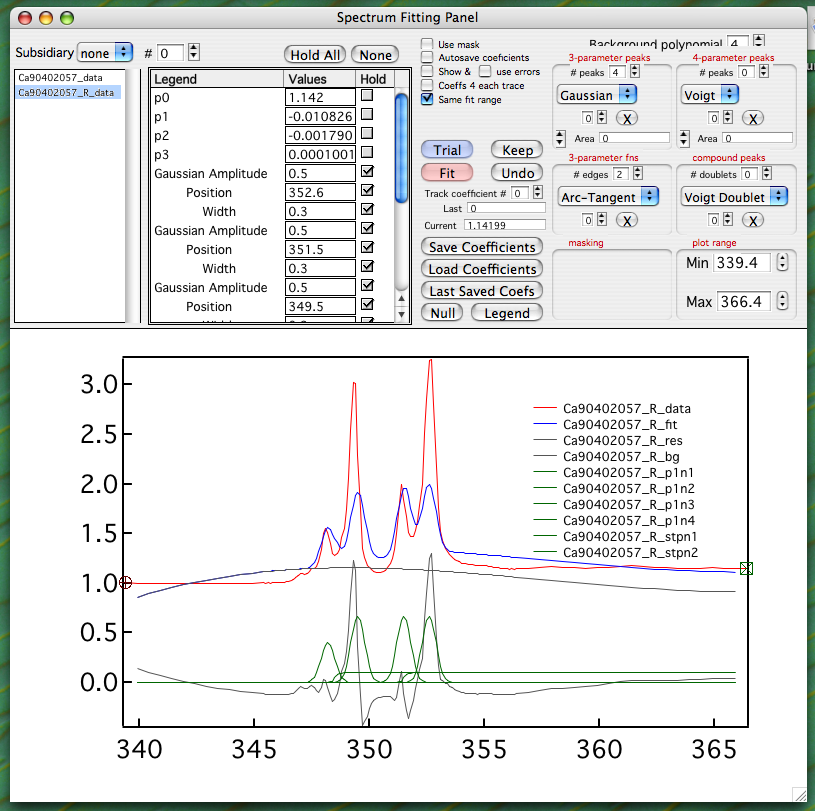 Spectrum Fitting Panel
Subsidiary none # 0
Hold All None
Ca90402057_data
Ca90402057_R_data
Legend Values Hold
p0 1.142
p1 -0.010826
p2 -0.001790
p3 0.0001001
Gaussian Amplitude 0.5
Position 352.6
Width 0.3
Gaussian Amplitude 0.5
Position 351.5
Width 0.3
Gaussian Amplitude 0.5
Position 349.5
Use mask
Autosave coeficients
Show & use errors
Coeffs 4 each trace
Same fit range
Trial Keep
Fit Undo
Track coefficient # 0
Last 0
Current 1.14199
Save Coefficients
Load Coefficients
Last Saved Coefs
Null Legend
Background polynomial 4
3-parameter peaks
# peaks 4
Gaussian
0 X
Area 0
4-parameter peaks
# peaks 0
Voigt
0 X
Area 0
3-parameter fns
# edges 2
Arc-Tangent
0 X
compound peaks
# doublets 0
Voigt Doublet
0 X
masking
plot range
Min 339.4
Max 366.4
3.0
2.5
2.0
1.5
1.0
0.5
0.0
340 345 350 355 360 365
Ca90402057_R_data
Ca90402057_R_fit
Ca90402057_R_res
Ca90402057_R_bg
Ca90402057_R_p1n1
Ca90402057_R_p1n2
Ca90402057_R_p1n3
Ca90402057_R_p1n4
Ca90402057_R_stpn1
Ca90402057_R_stpn2